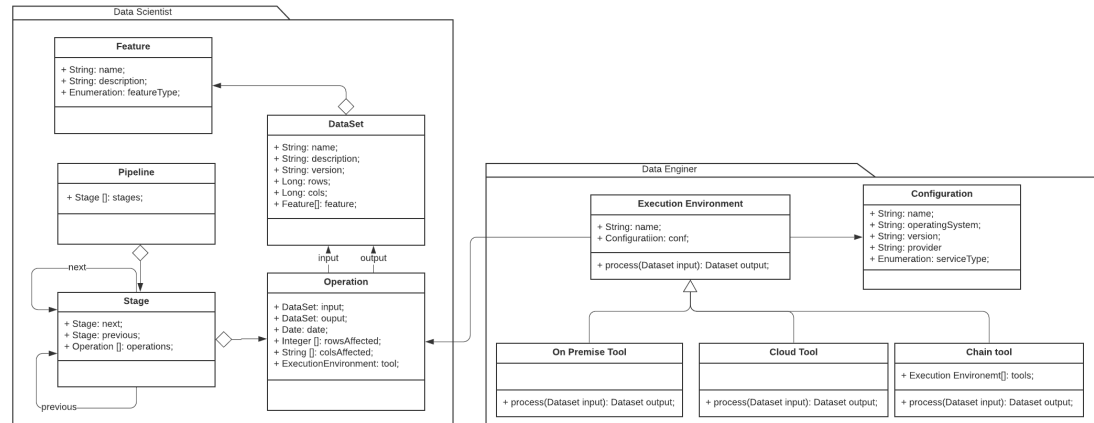 Data Scientist
Feature
+ String: name;
+ String: description;
+ Enumeration: featureType;
DataSet
+ String: name;
+ String: description;
+ String: version;
+ Long: rows;
+ Long: cols;
+ Feature[]: feature;
Pipeline
+ Stage []: stages;
next
input
output
Stage
+ Stage: next;
+ Stage: previous;
+ Operation []: operations;
previous
Operation
+ DataSet: input;
+ DataSet: ouput;
+ Date: date;
+ Integer []: rowsAffected;
+ String []: colsAffected;
+ ExecutionEnvironment: tool;
Data Enginer
Execution Environment
+ String: name;
+ Configuratiion: conf;
+ process(Dataset input): Dataset output;
Configuration
+ String: name;
+ String: operatingSystem;
+ String: version;
+ String: provider
+ Enumeration: serviceType;
On Premise Tool
+ process(Dataset input): Dataset output;
Cloud Tool
+ process(Dataset input): Dataset output;
Chain tool
+ Execution Environemt[]: tools;
+ process(Dataset input): Dataset output;